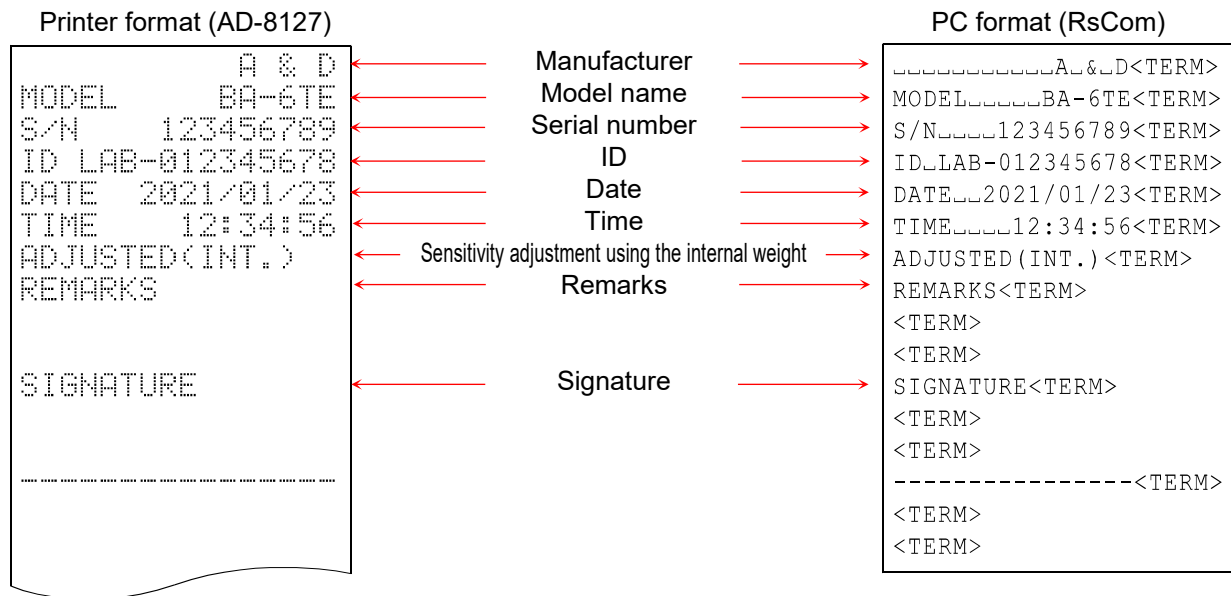 Printer format (AD-8127)
A & D
MODEL     BA-6TE
S/N    123456789
ID LAB-012345678
DATE  2021/01/23
TIME    12:34:56
ADJUSTED(INT.)
REMARKS
SIGNATURE
----------------
Manufacturer
Model name
Serial number
ID
Date
Time
Sensitivity adjustment using the internal weight
Remarks
Signature
PC format (RsCom)
␣␣␣␣␣␣␣␣␣␣␣A␣&␣D<TERM>
MODEL␣␣␣␣␣BA-6TE<TERM>
S/N␣␣␣␣123456789<TERM>
ID␣LAB-012345678<TERM>
DATE␣␣2021/01/23<TERM>
TIME␣␣␣␣12:34:56<TERM>
ADJUSTED(INT.)<TERM>
REMARKS<TERM>
<TERM>
<TERM>
SIGNATURE<TERM>
<TERM>
<TERM>
----------------<TERM>
<TERM>
<TERM>